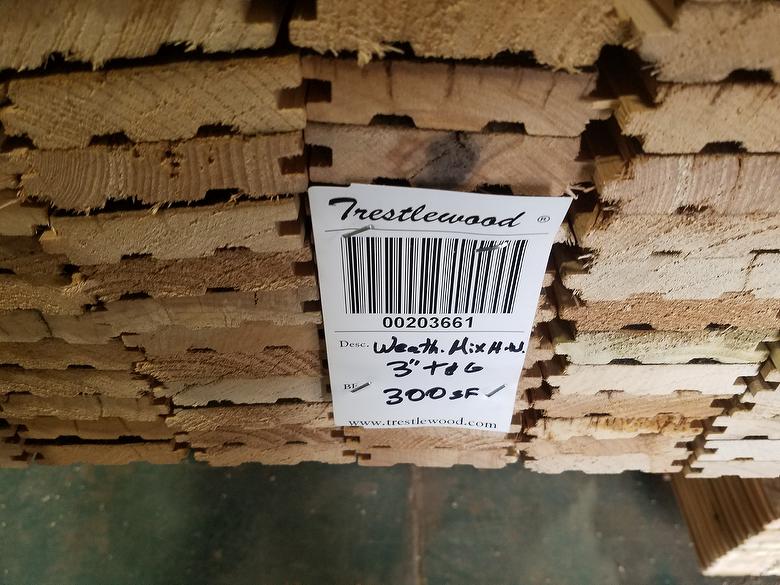 Trestlewood ®
00203661
Desc. Weath. Mix H.W.
3" T&G
BF 300 SF
www.trestlewood.com